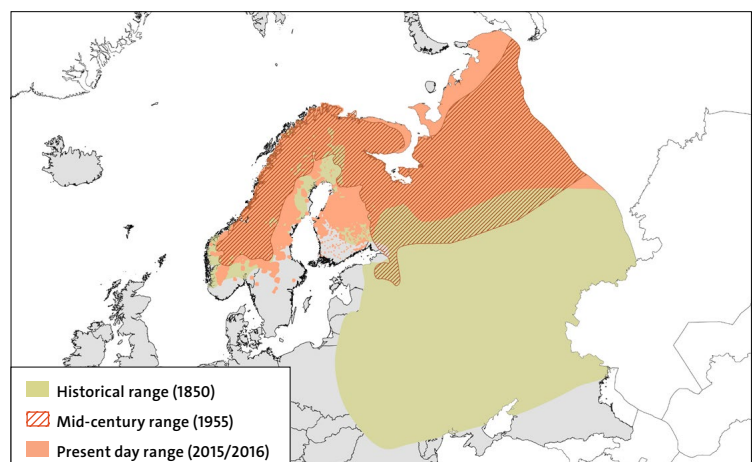 Historical range (1850)
Mid-century range (1955)
Present day range (2015/2016)